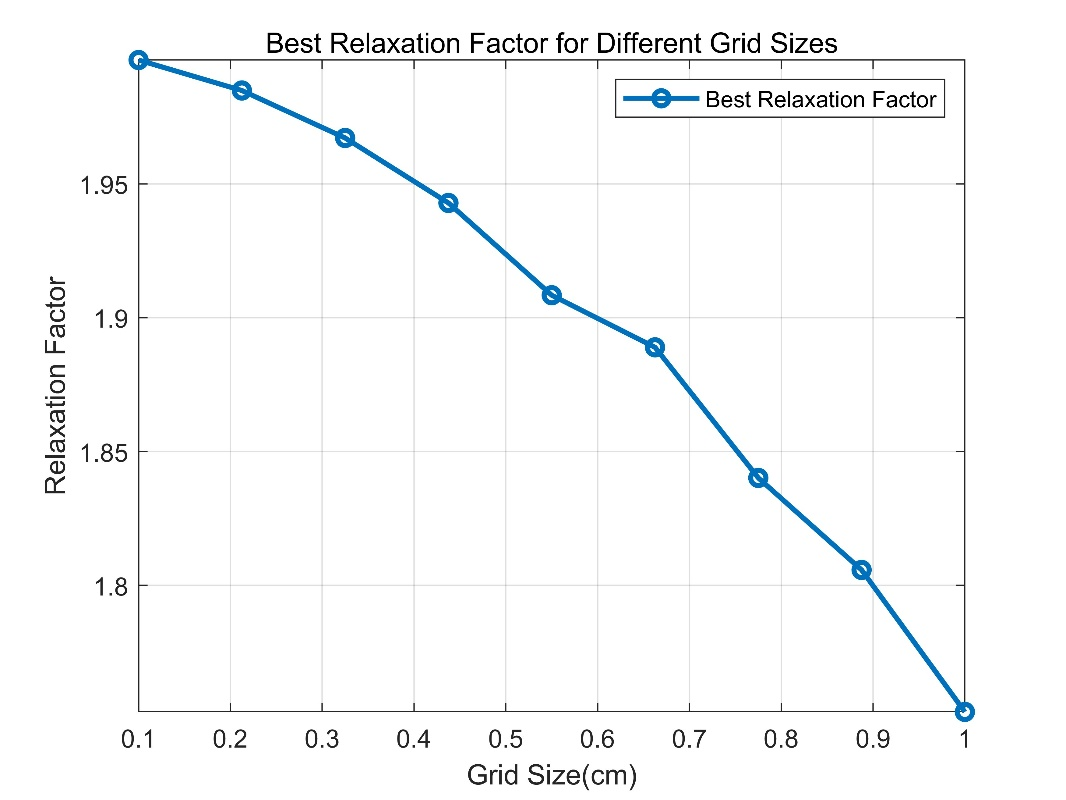 Best Relaxation Factor for Different Grid Sizes
Best Relaxation Factor
1.95
1.9
1.85
1.8
Relaxation Factor
0.1 0.2 0.3 0.4 0.5 0.6 0.7 0.8 0.9 1
Grid Size(cm)